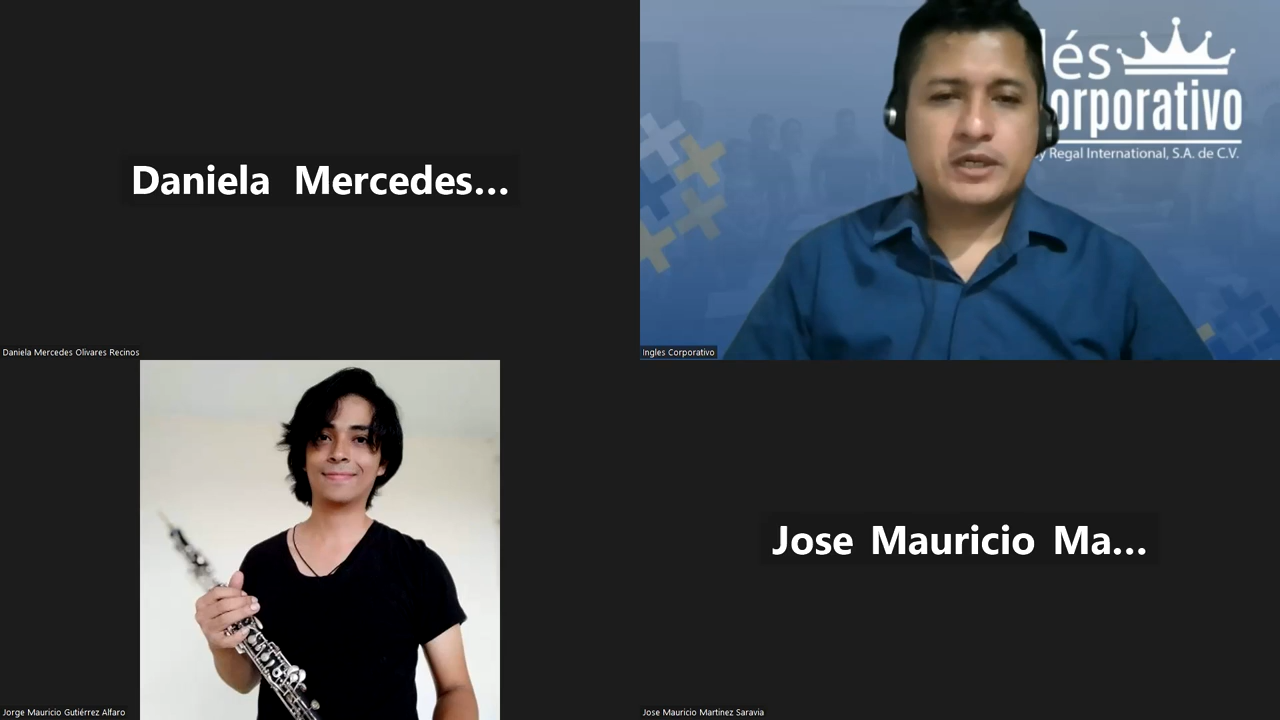 Daniela Mercedes...
Daniela Mercedes Olivares Recinos
lés
orporativo
y Regal International, S.A. de C.V.
Ingles Corporativo
Jorge Mauricio Gutiérrez Alfaro
Jose Mauricio Ma...
Jose Mauricio Martinez Saravia